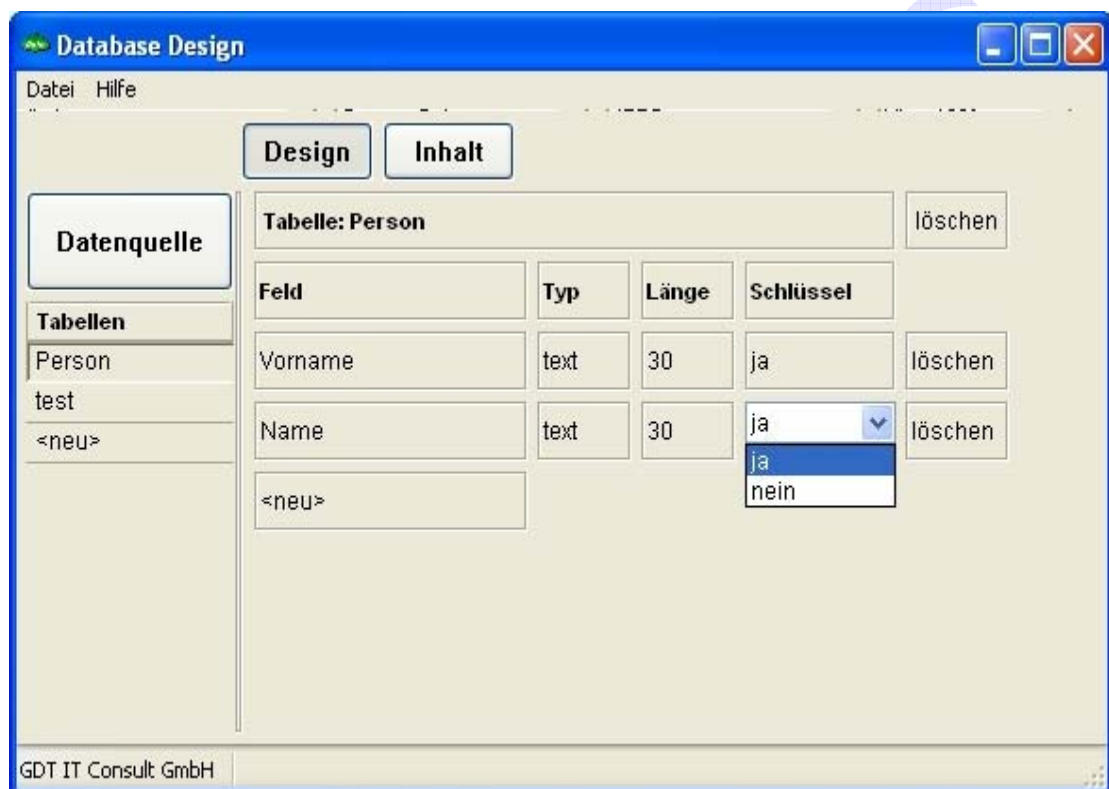 Database Design
Datei Hilfe
Design Inhalt
Datenquelle
Tabelle: Person löschen
Feld Typ Länge Schlüssel
Tabellen
Person
Vorname text 30 ja löschen
test
Name text 30 ja löschen
<neu>
ja
nein
<neu>
GDT IT Consult GmbH